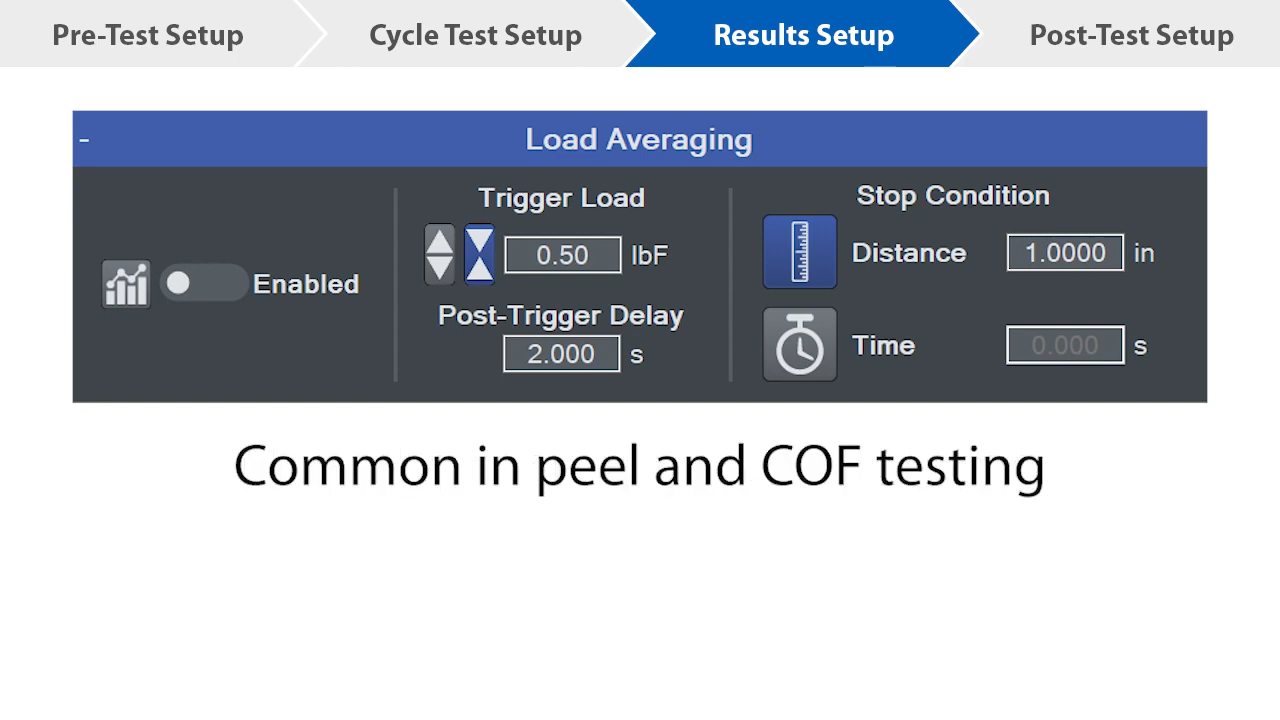 Pre-Test Setup
Cycle Test Setup
Results Setup
Post-Test Setup
- Load Averaging
Enabled
Trigger Load
0.50 lbF
Post-Trigger Delay
2.000 s
Stop Condition
Distance 1.0000 in
Time 0.000 s
Common in peel and COF testing